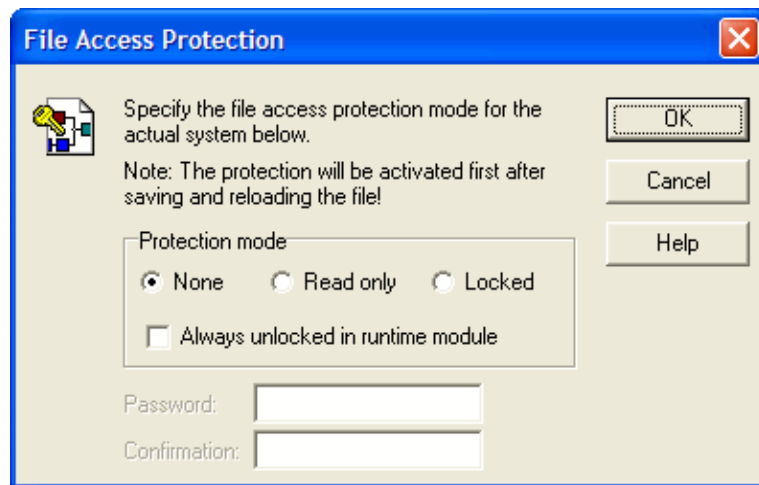 File Access Protection
Specify the file access protection mode for the
actual system below.
Note: The protection will be activated first after
saving and reloading the file!
OK
Cancel
Help
Protection mode
None Read only Locked
Always unlocked in runtime module
Password:
Confirmation: